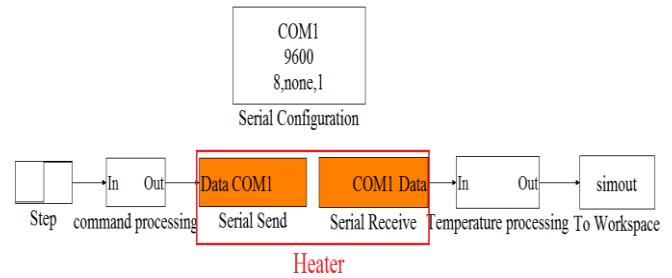 COM1
9600
8,none,1
Serial Configuration
In Out
Data COM1
COM1 Data
In Out
simout
Step
command processing
Serial Send
Serial Receive
Temperature processing
To Workspace
Heater